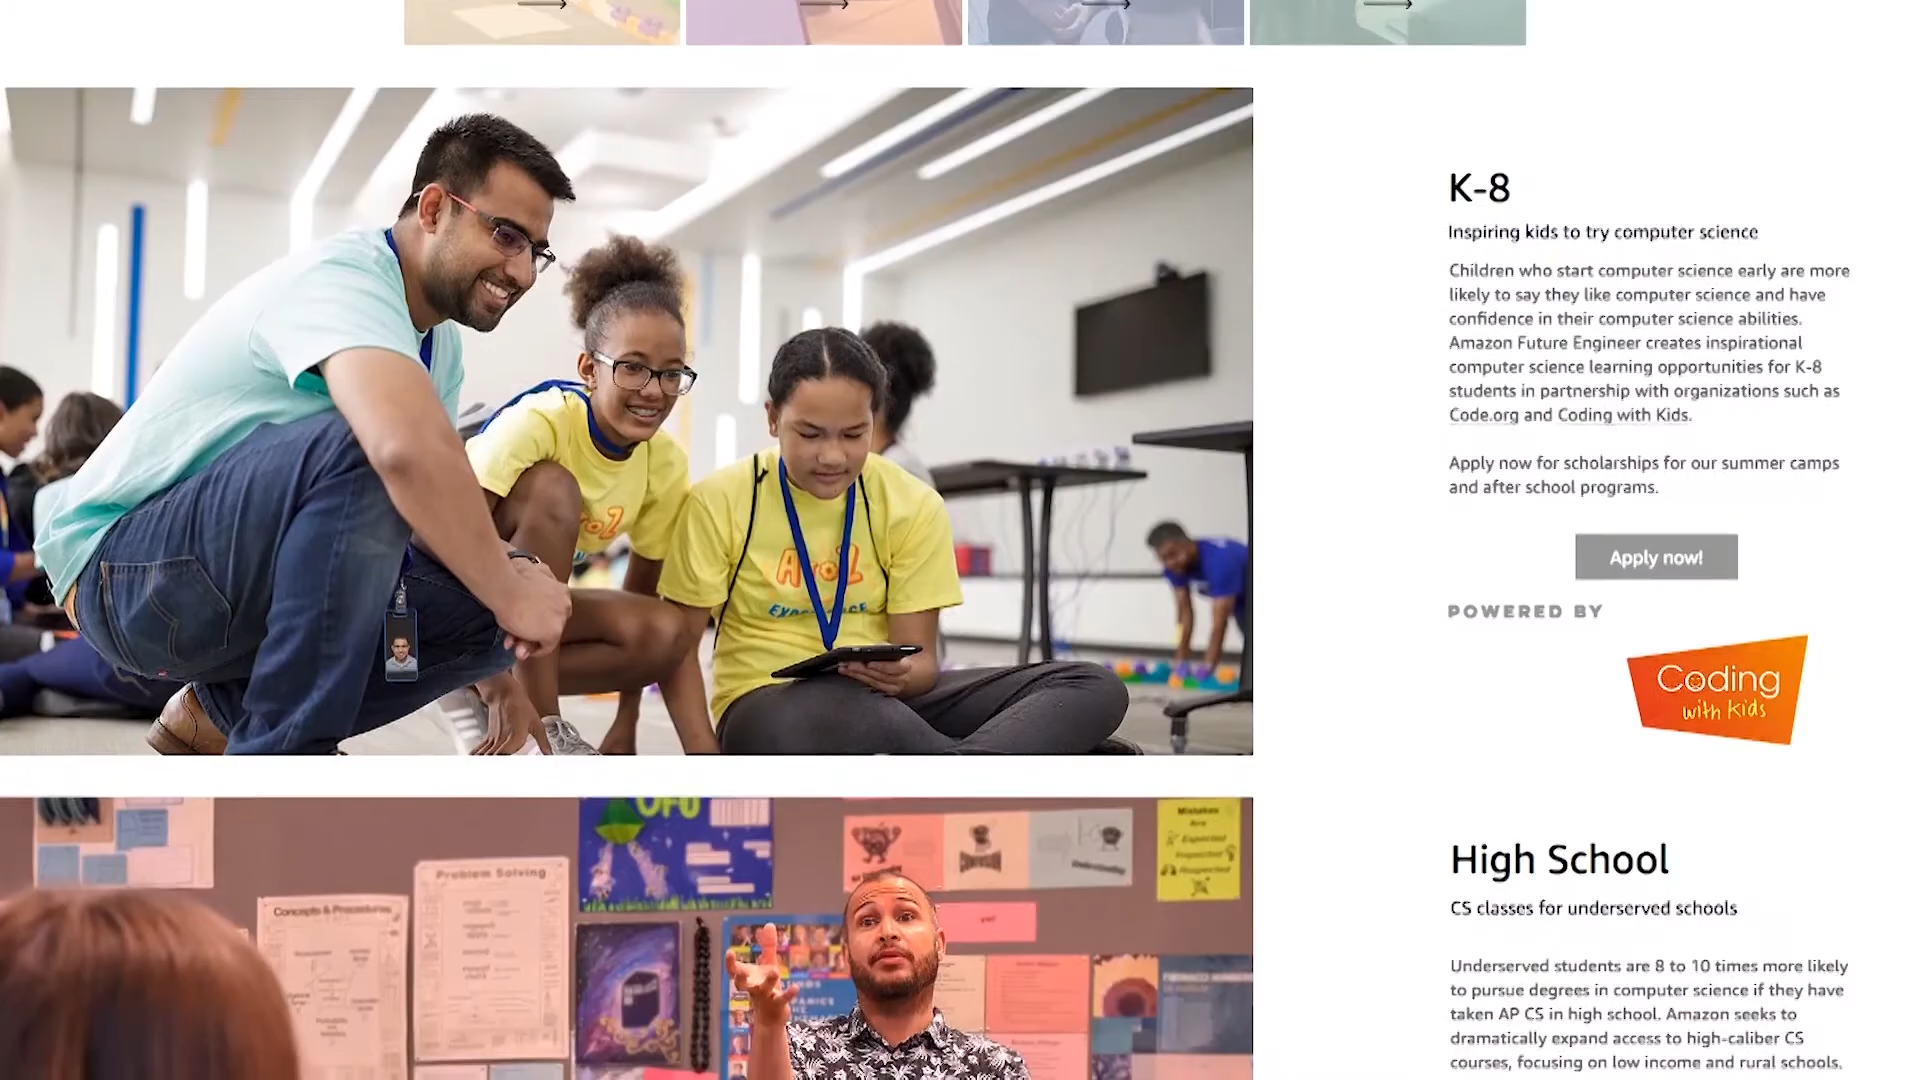 K-8
Inspiring kids to try computer science
Children who start computer science early are more
likely to say they like computer science and have
confidence in their computer science abilities.
Amazon Future Engineer creates inspirational
computer science learning opportunities for K-8
students in partnership with organizations such as
Code.org and Coding with Kids.
Apply now for scholarships for our summer camps
and after school programs.
Apply now!
POWERED BY
Coding
with kids
High School
CS classes for underserved schools
Underserved students are 8 to 10 times more likely
to pursue degrees in computer science if they have
taken AP CS in high school. Amazon seeks to
dramatically expand access to high-caliber CS
courses, focusing on low income and rural schools.
A to Z
Problem Solving
Concepts & Procedures
Mistakes
Are
Expected
Inspected
Respected